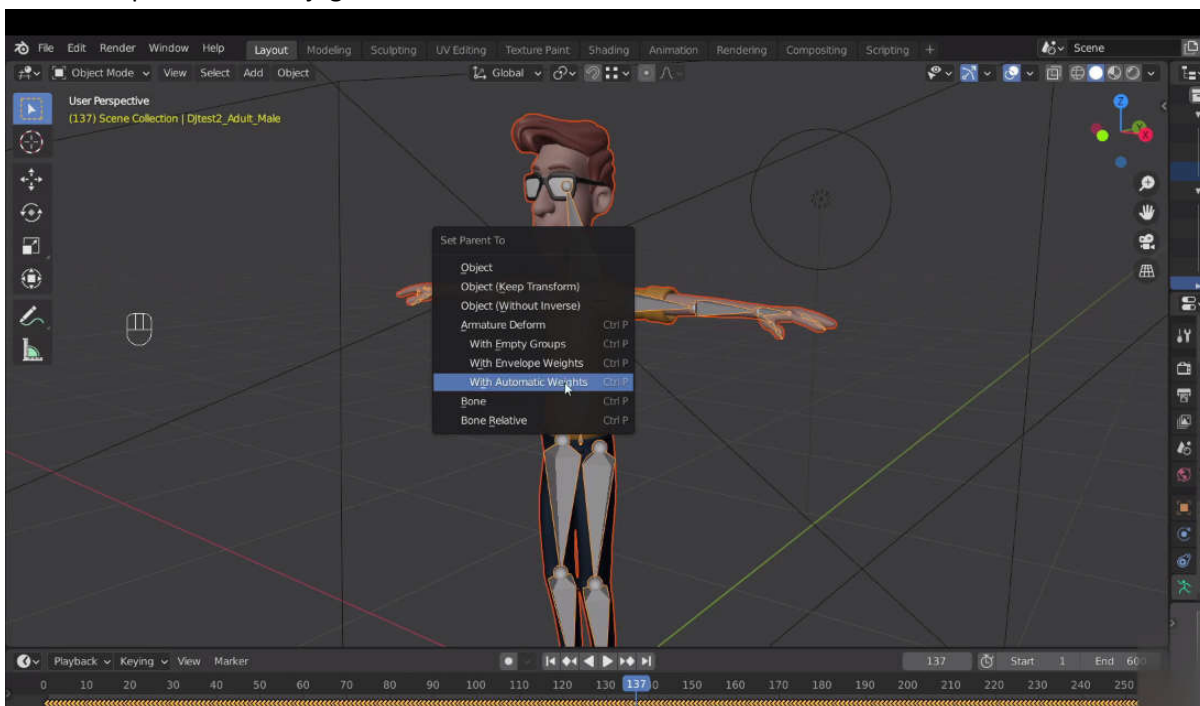 File Edit Render Window Help Layout Modeling Sculpting UV Editing Texture Paint Shading Animation Rendering Compositing Scripting + Scene
Object Mode View Select Add Object Global
User Perspective
(137) Scene Collection | DJtest2_Adult_Male
Z
Y
X
Set Parent To
Object
Object (Keep Transform)
Object (Without Inverse)
Armature Deform Ctrl P
With Empty Groups Ctrl P
With Envelope Weights Ctrl P
With Automatic Weights Ctrl P
Bone Ctrl P
Bone Relative Ctrl P
Playback Keying View Marker 137 Start 1 End 600
0 10 20 30 40 50 60 70 80 90 100 110 120 130 137 150 160 170 180 190 200 210 220 230 240 250